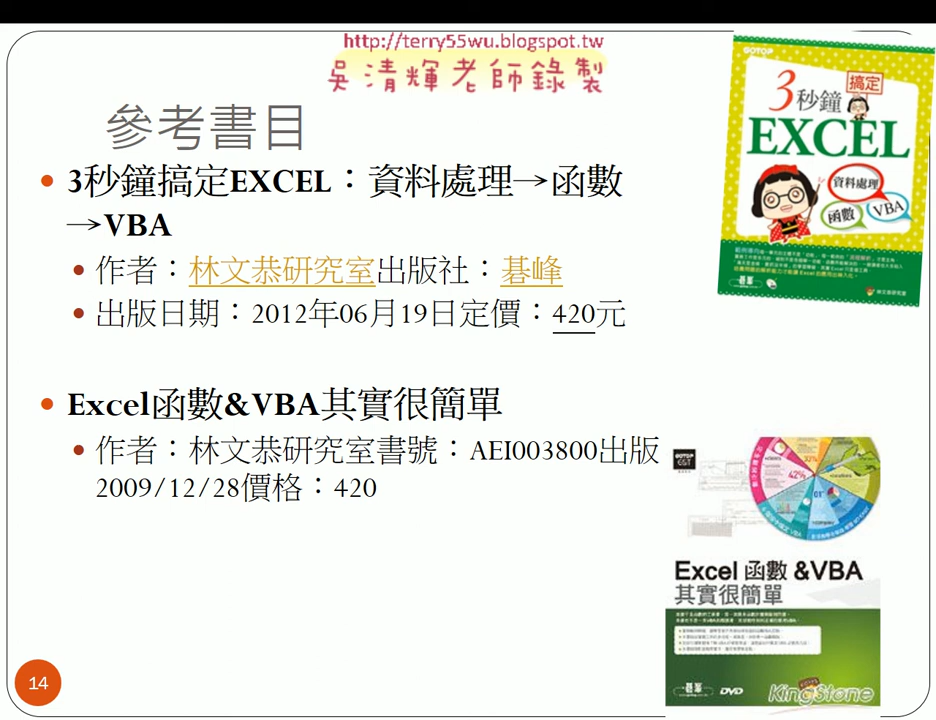 http://terry55wu.blogspot.tw
吳清輝老師錄製
參考書目
3秒鐘搞定EXCEL：資料處理→函數
→VBA
作者：林文恭研究室出版社：碁峰
出版日期：2012年06月19日定價：420元
Excel函數&VBA其實很簡單
作者：林文恭研究室書號：AEI003800出版
2009/12/28價格：420
14
GOTOP
3秒鐘
搞定
EXCEL
資料處理
函數
VBA
碁峰
42%
Excel 函數 &VBA
其實很簡單
碁峰
DVD
KingStone